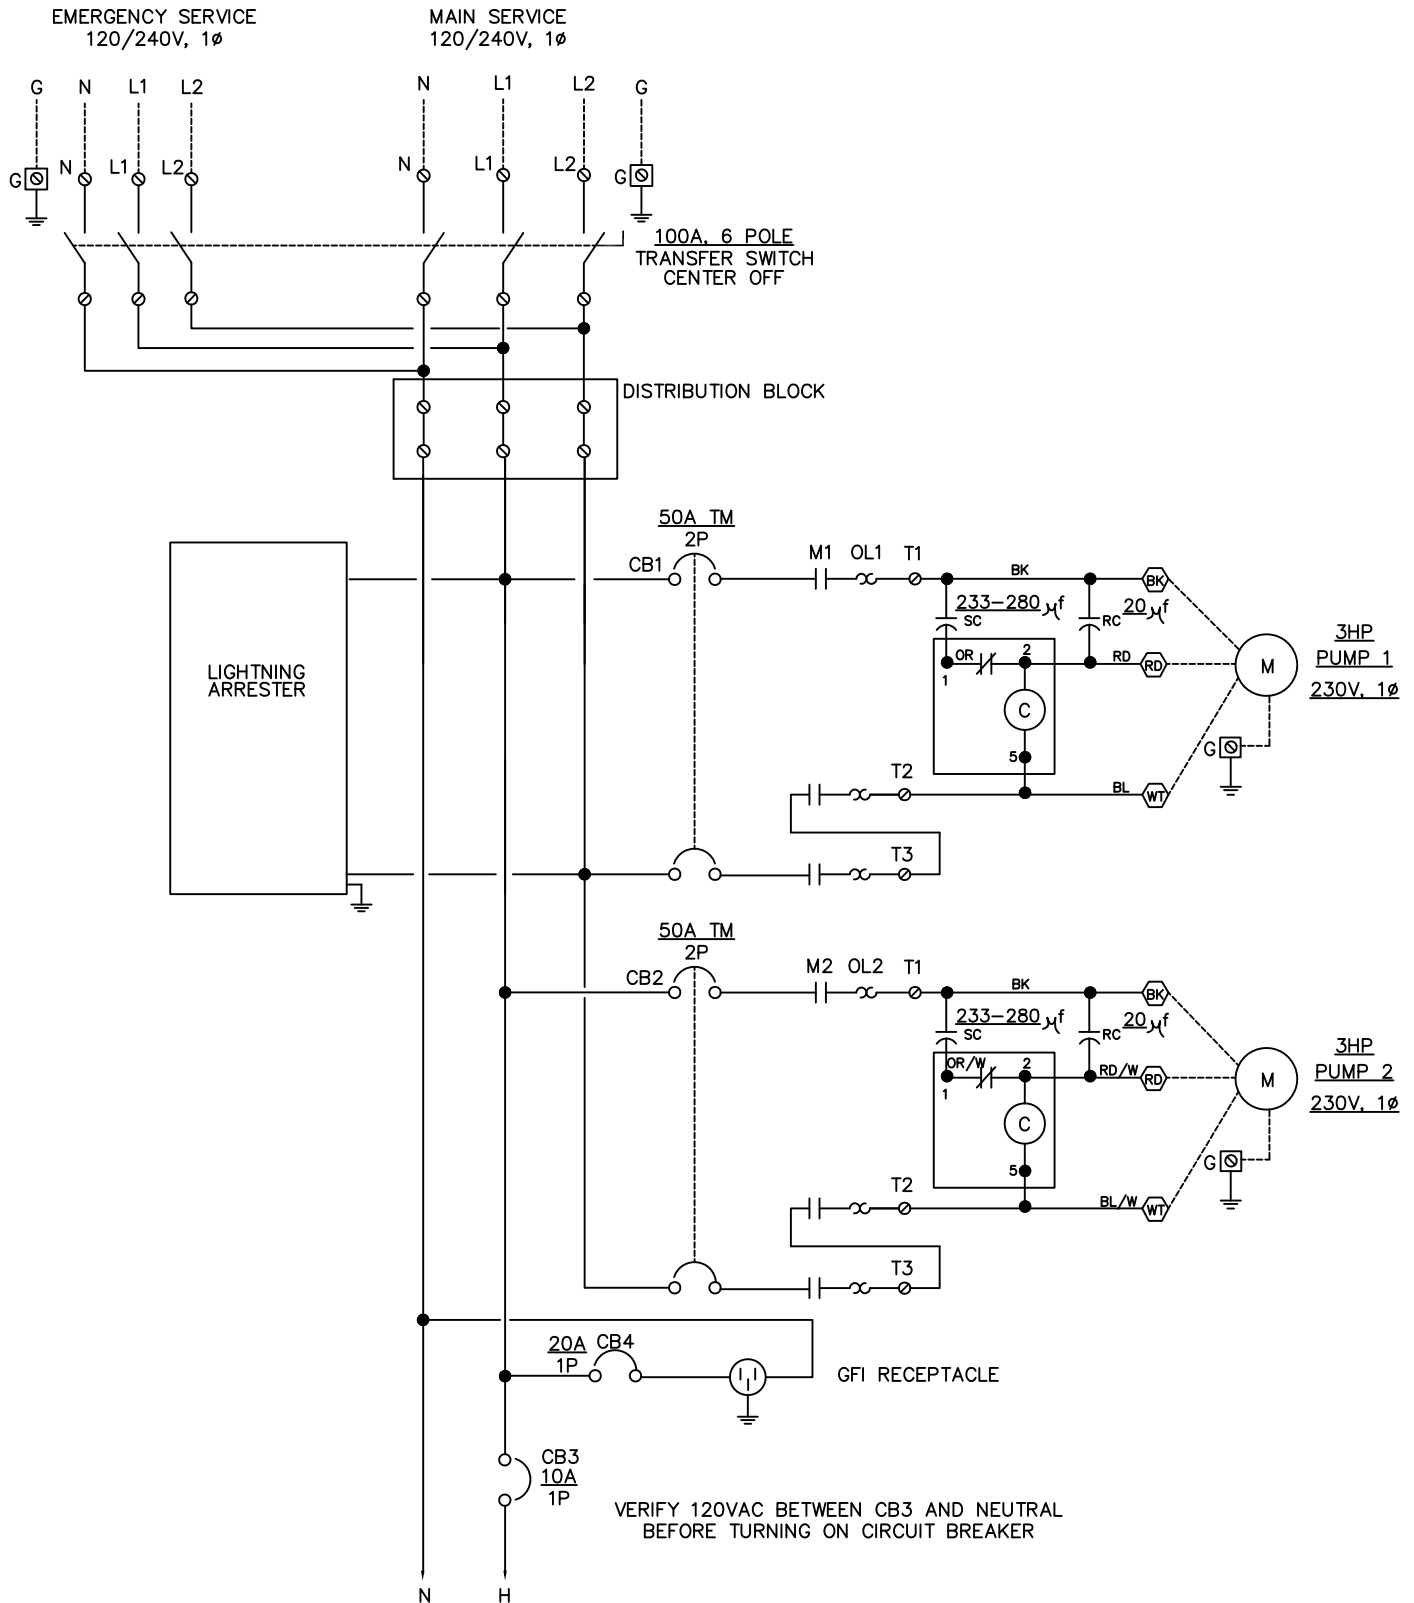 EMERGENCY SERVICE
120/240V, 1ø
MAIN SERVICE
120/240V, 1ø
G N L1 L2
N L1 L2 G
G N L1 L2
N L1 L2 G
100A, 6 POLE
TRANSFER SWITCH
CENTER OFF
DISTRIBUTION BLOCK
LIGHTNING
ARRESTER
50A TM
2P
CB1
M1 OL1 T1
BK
BK
233-280 µf
SC
RC
20 µf
OR
1
2
RD
RD
C
5
T2
BL
WT
T3
M
G
3HP
PUMP 1
230V, 1ø
50A TM
2P
CB2
M2 OL2 T1
BK
BK
233-280 µf
SC
RC
20 µf
OR/W
1
2
RD/W
RD
C
5
T2
BL/W
WT
T3
M
G
3HP
PUMP 2
230V, 1ø
20A
1P
CB4
GFI RECEPTACLE
CB3
10A
1P
VERIFY 120VAC BETWEEN CB3 AND NEUTRAL
BEFORE TURNING ON CIRCUIT BREAKER
N H